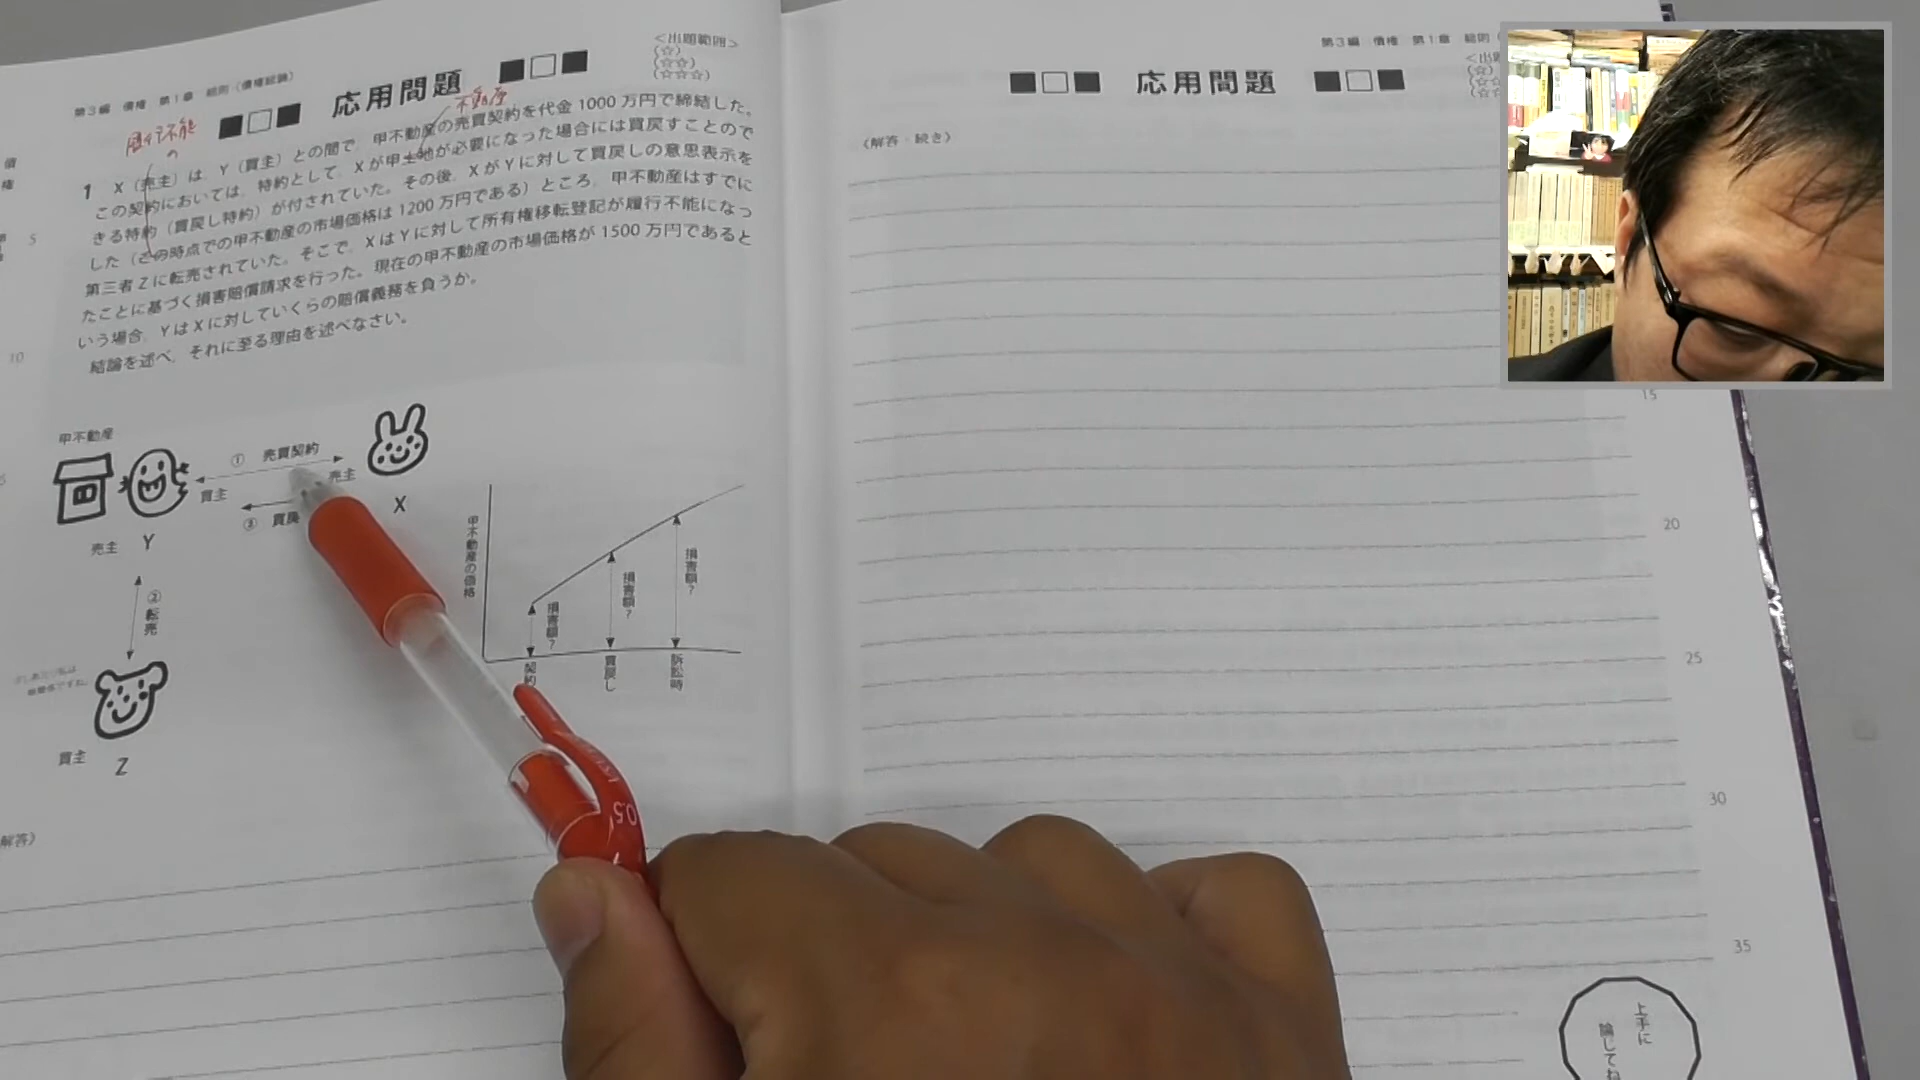 第3編 債権 第1章 総則（債権総論）
■□■ 応用問題 ■□■
＜出題範囲＞
(☆)
(☆☆)
(☆☆☆)
履行不能
の
不動産
1 X（売主）は、Y（買主）との間で、甲不動産の売買契約を代金1000万円で締結した。
この契約においては、特約として、Xが甲土地が必要になった場合には買戻すことので
きる特約（買戻し特約）が付されていた。その後、XがYに対して買戻しの意思表示を
した（この時点での甲不動産の市場価格は1200万円である）ところ、甲不動産はすでに
第三者Zに転売されていた。そこで、XはYに対して所有権移転登記が履行不能になっ
たことに基づく損害賠償請求を行った。現在の甲不動産の市場価格が1500万円であると
いう場合、YはXに対していくらの賠償義務を負うか。
結論を述べ、それに至る理由を述べなさい。
債
権
5
10
甲不動産
① 売買契約
買主
売主
③ 買戻
売主 Y
X
②転売
買主 Z
甲不動産の価格
損害額？
損害額？
損害額？
契約
買戻し
訴訟時
解答）
0.5
第3編 債権 第1章 総則
■□■ 応用問題 ■□■
(☆)
（解答・続き）
15
20
25
30
35
上手に
論じてね